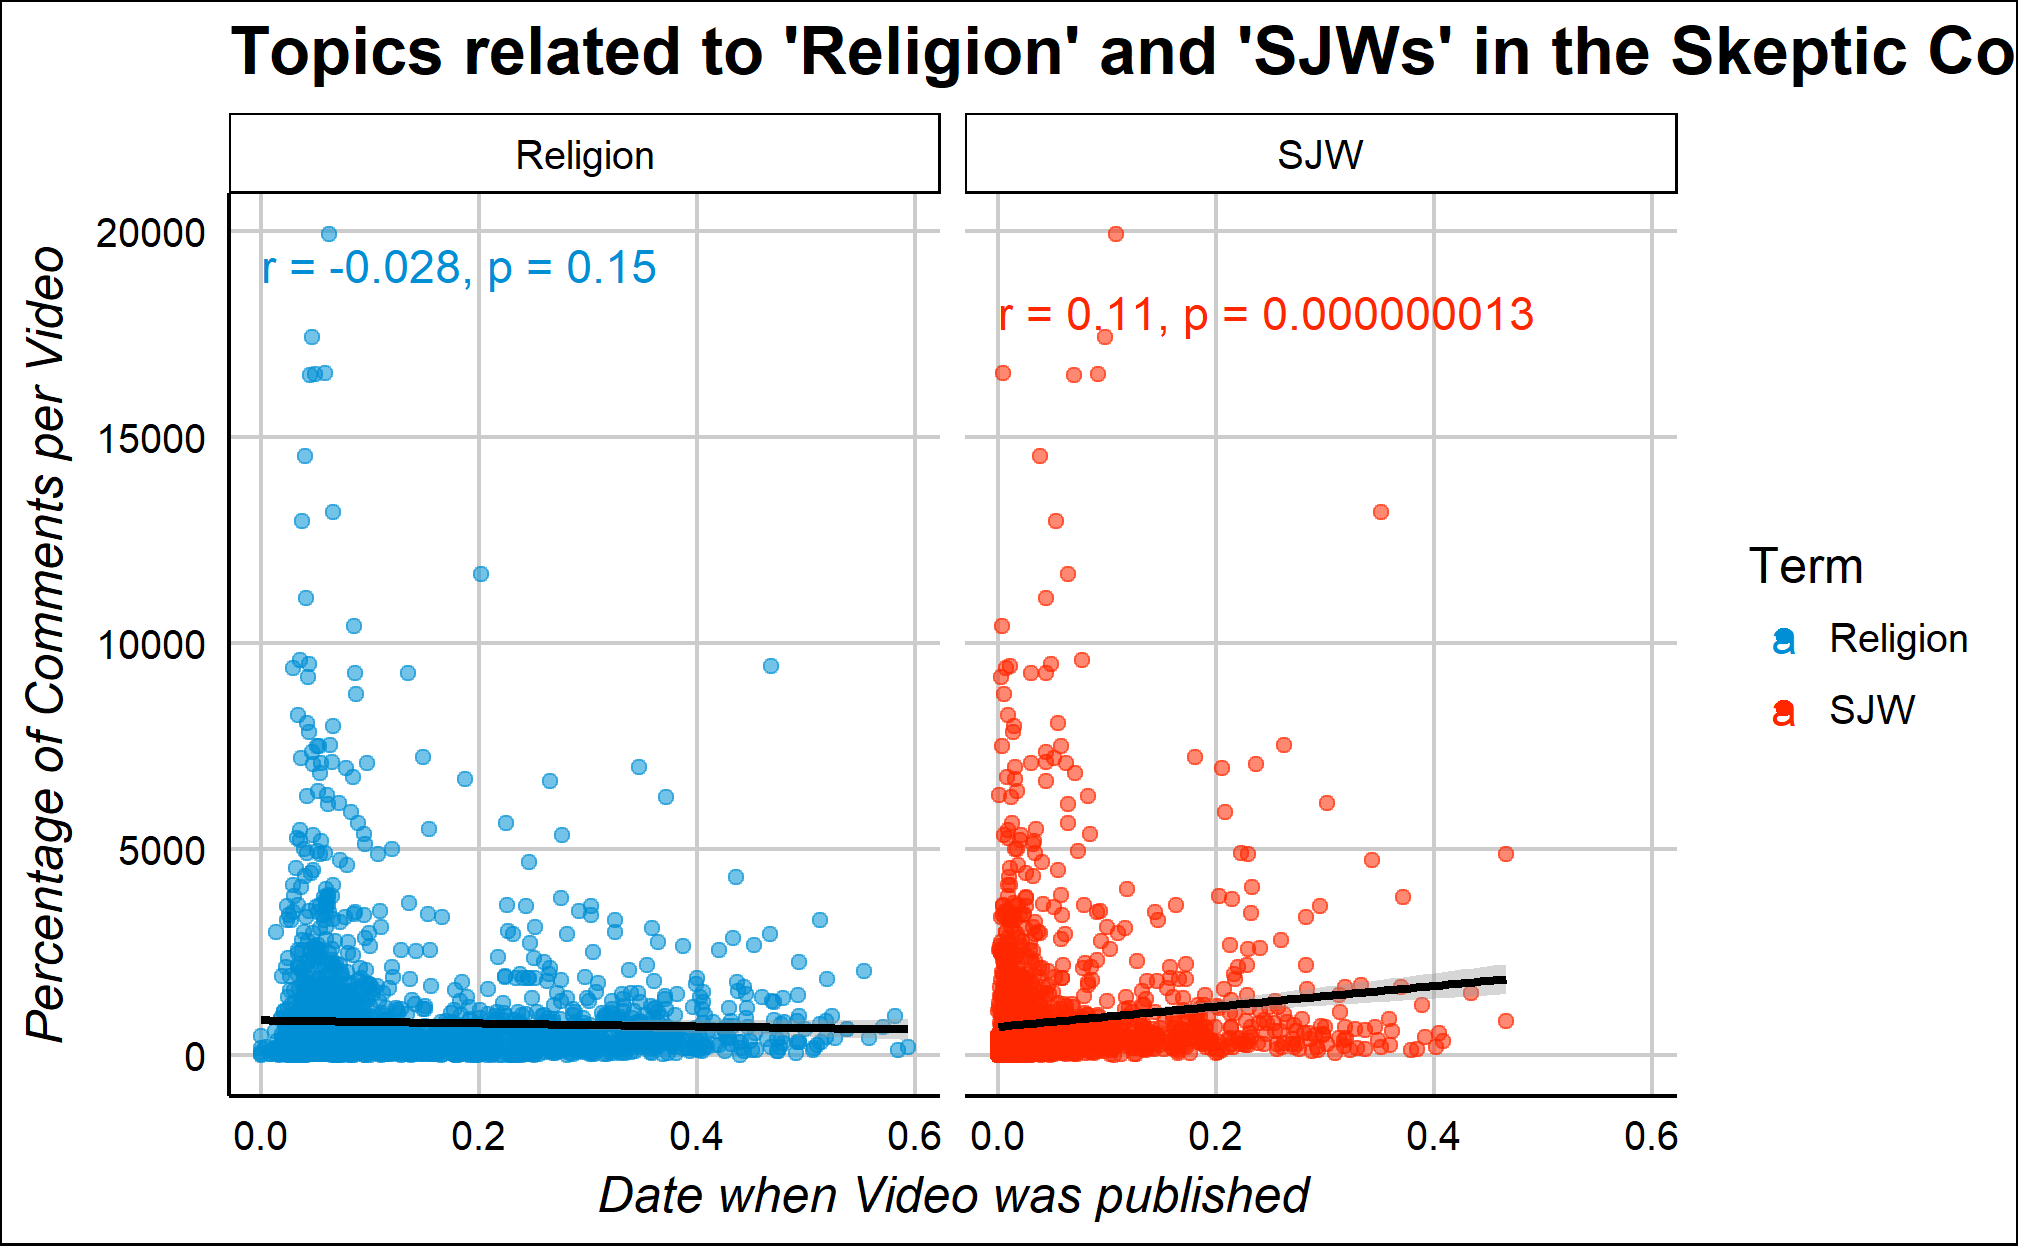 Topics related to 'Religion' and 'SJWs' in the Skeptic Co
Religion
SJW
r = -0.028, p = 0.15
r = 0.11, p = 0.000000013
Percentage of Comments per Video
20000
15000
10000
5000
0
0.0 0.2 0.4 0.6
0.0 0.2 0.4 0.6
Date when Video was published
Term
a Religion
a SJW